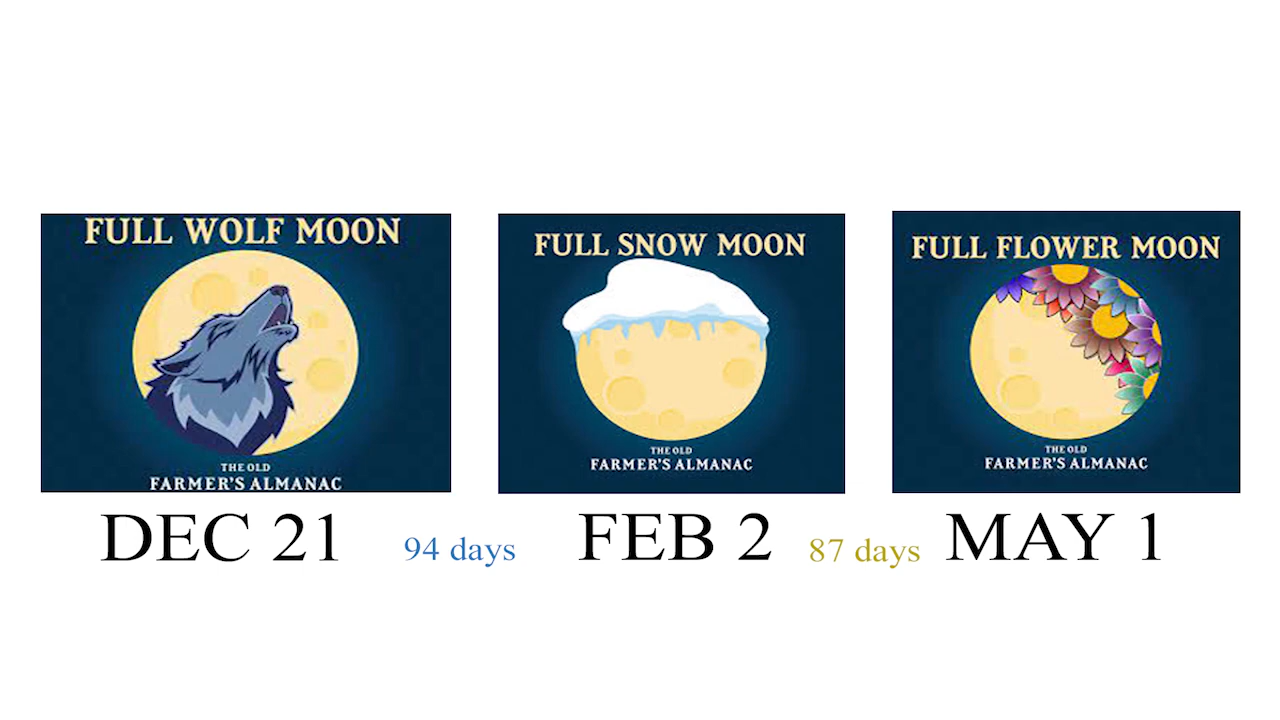 FULL WOLF MOON
THE OLD
FARMER'S ALMANAC
FULL SNOW MOON
THE OLD
FARMER'S ALMANAC
FULL FLOWER MOON
THE OLD
FARMER'S ALMANAC
DEC 21
94 days
FEB 2
87 days
MAY 1